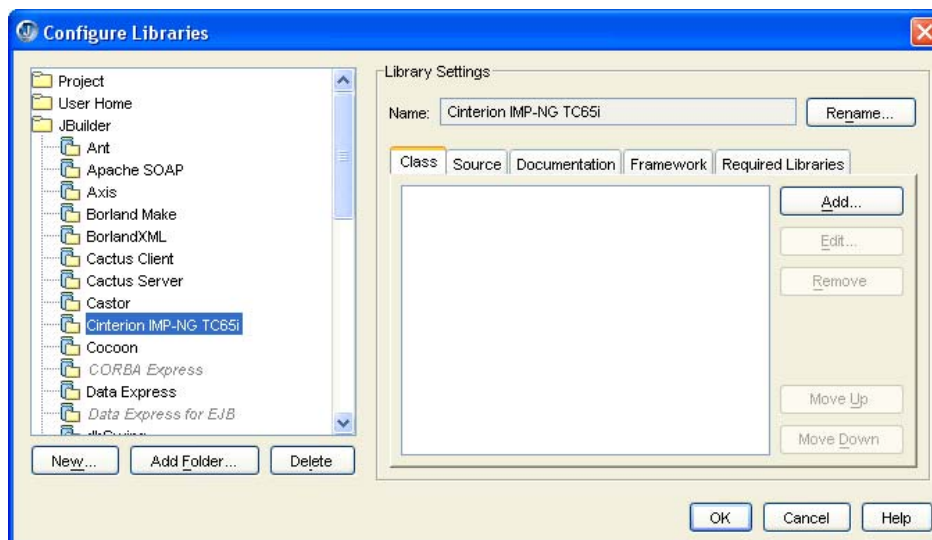 Configure Libraries
Project
User Home
JBuilder
Ant
Apache SOAP
Axis
Borland Make
BorlandXML
Cactus Client
Cactus Server
Castor
Cinterion IMP-NG TC65i
Cocoon
CORBA Express
Data Express
Data Express for EJB
New...
Add Folder...
Delete
Library Settings
Name: Cinterion IMP-NG TC65i Rename...
Class Source Documentation Framework Required Libraries
Add...
Edit...
Remove
Move Up
Move Down
OK Cancel Help